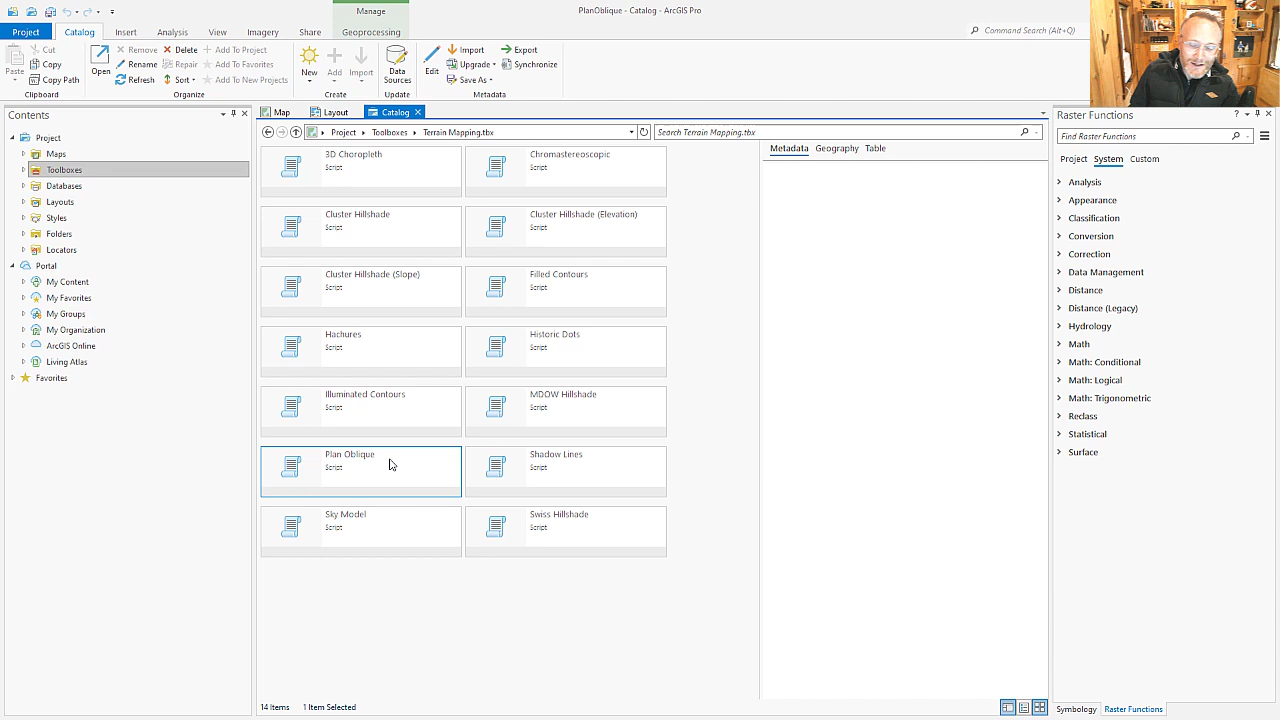 PlanOblique - Catalog - ArcGIS Pro
Manage
Project Catalog Insert Analysis View Imagery Share Geoprocessing
Command Search (Alt+Q)
Paste
Cut
Copy
Copy Path
Clipboard
Open
Remove Delete Add To Project
Rename Repair Add To Favorites
Refresh Sort Add To New Projects
Organize
New Add Import
Create
Data Sources
Update
Edit
Import Export
Upgrade Synchronize
Save As
Metadata
Contents
Project
Maps
Toolboxes
Databases
Layouts
Styles
Folders
Locators
Portal
My Content
My Favorites
My Groups
My Organization
ArcGIS Online
Living Atlas
Favorites
Map Layout Catalog
Project Toolboxes Terrain Mapping.tbx
Search Terrain Mapping.tbx
3D Choropleth
Script
Chromastereoscopic
Script
Cluster Hillshade
Script
Cluster Hillshade (Elevation)
Script
Cluster Hillshade (Slope)
Script
Filled Contours
Script
Hachures
Script
Historic Dots
Script
Illuminated Contours
Script
MDOW Hillshade
Script
Plan Oblique
Script
Shadow Lines
Script
Sky Model
Script
Swiss Hillshade
Script
14 Items 1 Item Selected
Metadata Geography Table
Raster Functions
Find Raster Functions
Project System Custom
Analysis
Appearance
Classification
Conversion
Correction
Data Management
Distance
Distance (Legacy)
Hydrology
Math
Math: Conditional
Math: Logical
Math: Trigonometric
Reclass
Statistical
Surface
Symbology Raster Functions